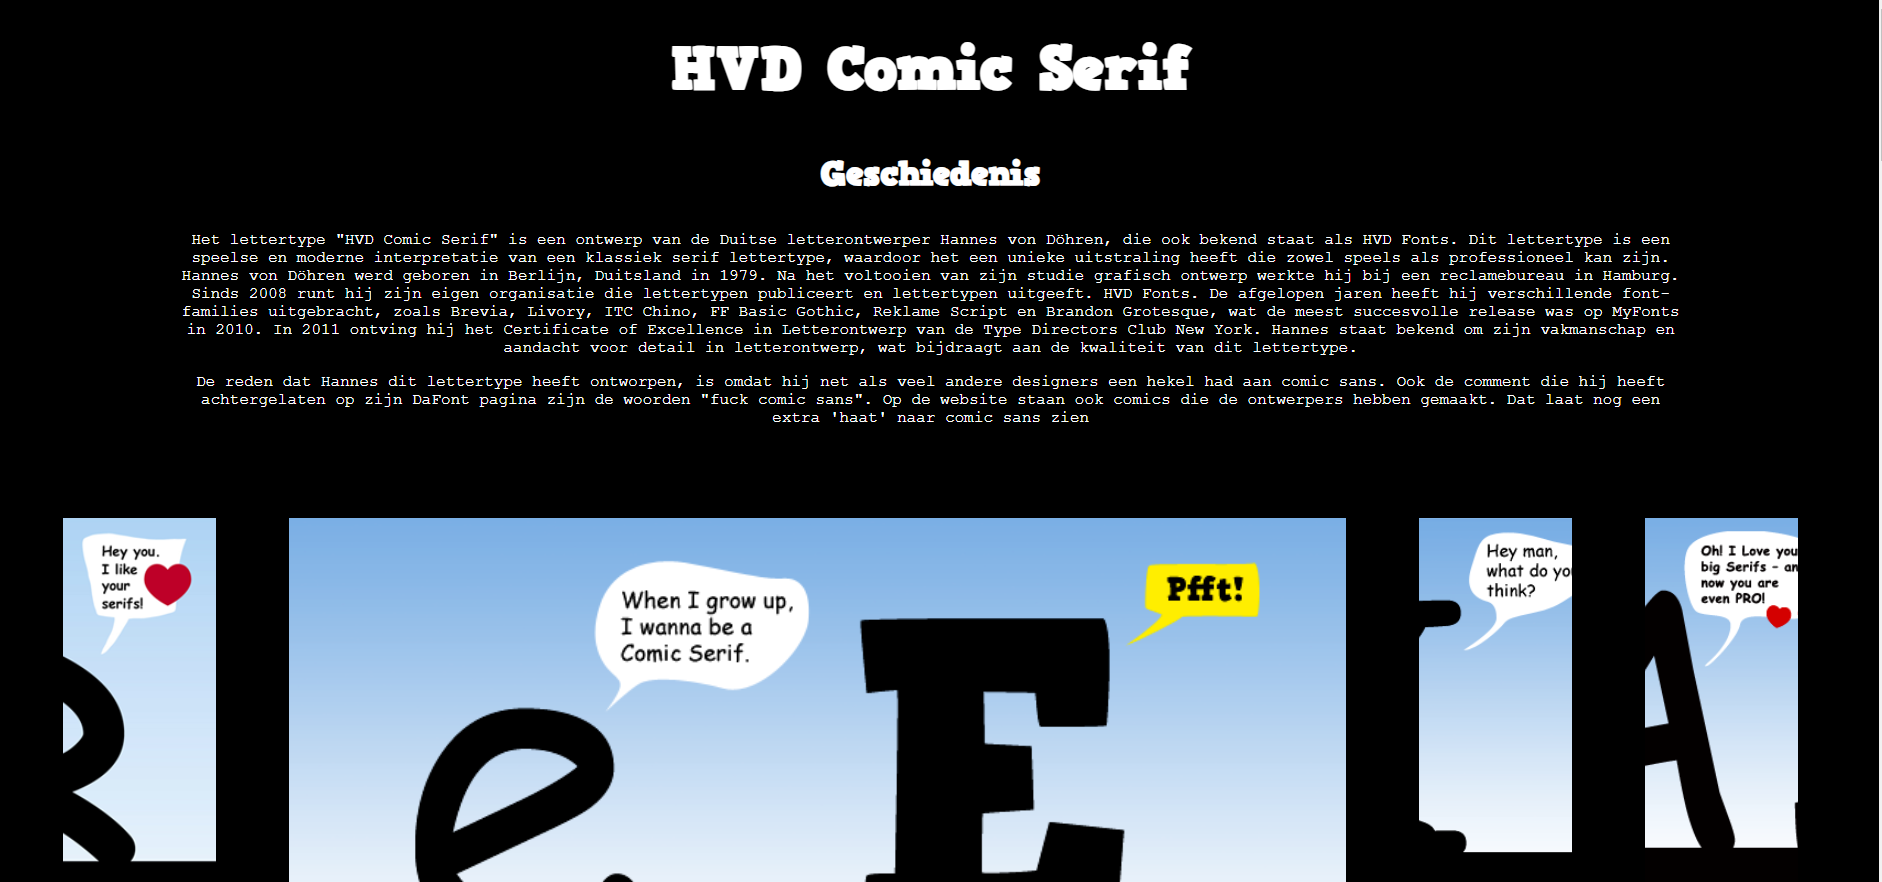 HVD Comic Serif
Geschiedenis
Het lettertype "HVD Comic Serif" is een ontwerp van de Duitse letterontwerper Hannes von Döhren, die ook bekend staat als HVD Fonts. Dit lettertype is een
speelse en moderne interpretatie van een klassiek serif lettertype, waardoor het een unieke uitstraling heeft die zowel speels als professioneel kan zijn.
Hannes von Döhren werd geboren in Berlijn, Duitsland in 1979. Na het voltooien van zijn studie grafisch ontwerp werkte hij bij een reclamebureau in Hamburg.
Sinds 2008 runt hij zijn eigen organisatie die lettertypen publiceert en lettertypen uitgeeft. HVD Fonts. De afgelopen jaren heeft hij verschillende font-
families uitgebracht, zoals Brevia, Livory, ITC Chino, FF Basic Gothic, Reklame Script en Brandon Grotesque, wat de meest succesvolle release was op MyFonts
in 2010. In 2011 ontving hij het Certificate of Excellence in Letterontwerp van de Type Directors Club New York. Hannes staat bekend om zijn vakmanschap en
aandacht voor detail in letterontwerp, wat bijdraagt aan de kwaliteit van dit lettertype.
De reden dat Hannes dit lettertype heeft ontworpen, is omdat hij net als veel andere designers een hekel had aan comic sans. Ook de comment die hij heeft
achtergelaten op zijn DaFont pagina zijn de woorden "fuck comic sans". Op de website staan ook comics die de ontwerpers hebben gemaakt. Dat laat nog een
extra 'haat' naar comic sans zien
Hey you.
I like
your
serifs!
When I grow up,
I wanna be a
Comic Serif.
Pfft!
e
E
Hey man,
what do yo
think?
Oh! I Love you
big Serifs - an
now you are
even PRO!
A